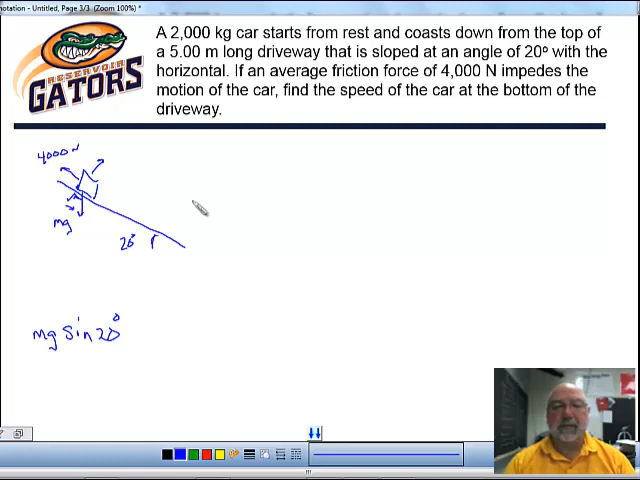 notation - Untitled, Page 3/3 (Zoom 100%)
RESERVOIR
GATORS
A 2,000 kg car starts from rest and coasts down from the top of
a 5.00 m long driveway that is sloped at an angle of 20º with the
horizontal. If an average friction force of 4,000 N impedes the
motion of the car, find the speed of the car at the bottom of the
driveway.
4000 N
mg
20°
mg sin 20°